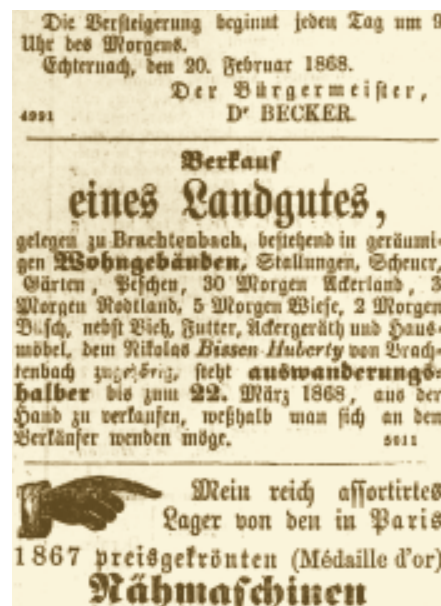 Die Versteigerung beginnt jeden Tag um 9
Uhr des Morgens.
Echternach, den 20. Februar 1868.
Der Bürgermeister,
4991 Dr BECKER.
Verkauf
eines Landgutes,
gelegen zu Brachtenbach, bestehend in geräumi-
gen Wohngebäuden, Stallungen, Scheuer,
Gärten, Peschen, 30 Morgen Ackerland, 3
Morgen Rodtland, 5 Morgen Wiese, 2 Morgen
Busch, nebst Vieh, Futter, Ackergeräth und Haus-
möbel, dem Nikolas Bissen-Huberty von Brach-
tenbach zugehörig, steht auswanderungs-
halber bis zum 22. März 1868, aus der
Hand zu verkaufen, weßhalb man sich an den
Verkäufer wenden möge. 5011
Mein reich assortirtes
Lager von den in Paris
1867 preisgekrönten (Médaille d'or)
Nähmaschinen